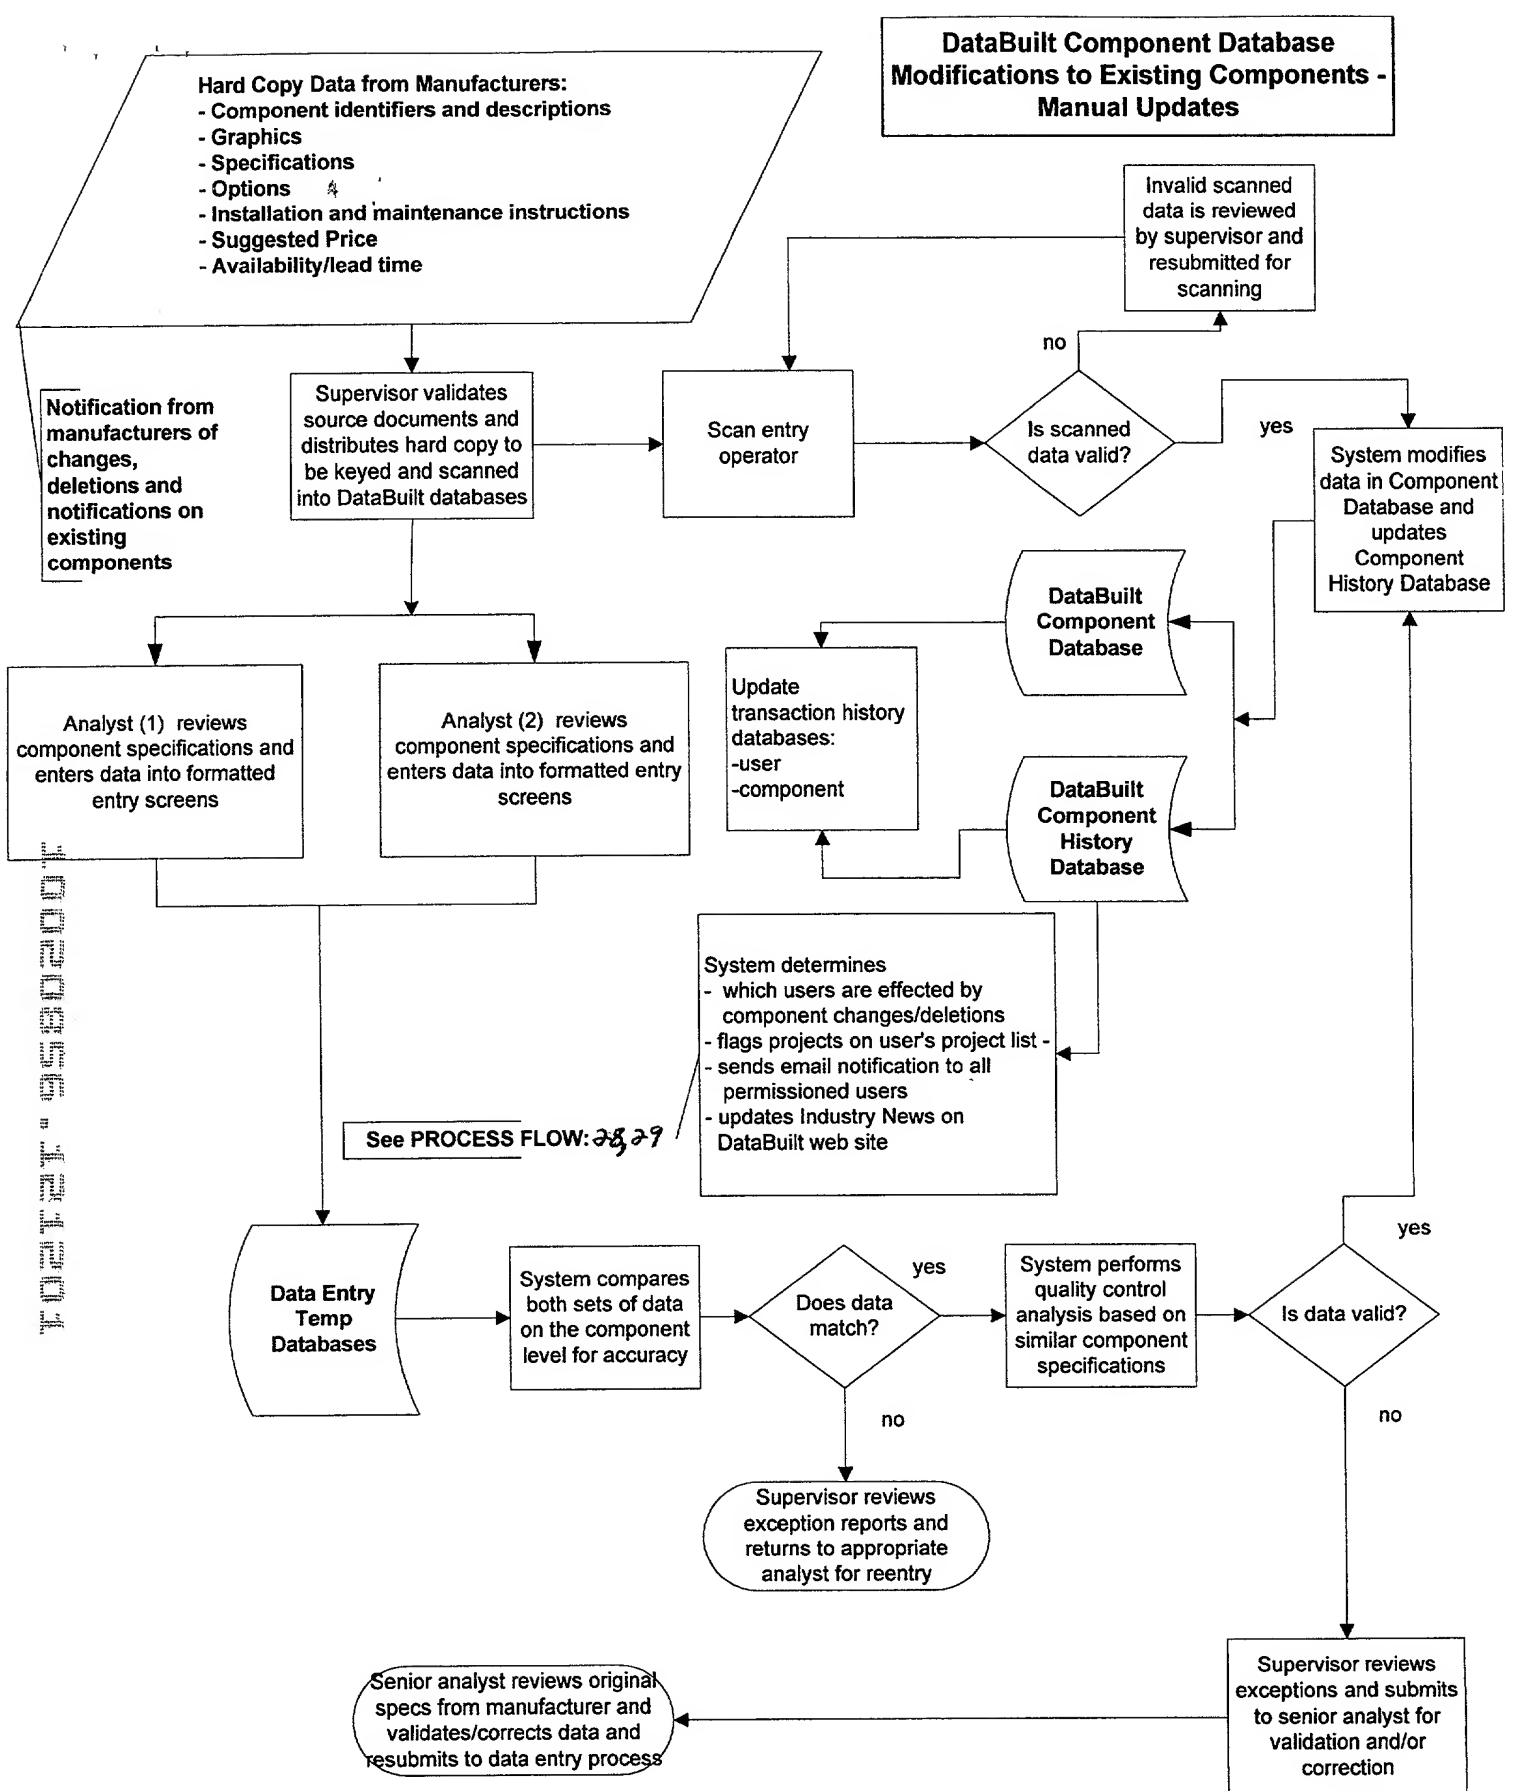 DataBuilt Component Database
Modifications to Existing Components -
Manual Updates
Hard Copy Data from Manufacturers:
- Component identifiers and descriptions
- Graphics
- Specifications
- Options
- Installation and maintenance instructions
- Suggested Price
- Availability/lead time
Invalid scanned
data is reviewed
by supervisor and
resubmitted for
scanning
no
Notification from
manufacturers of
changes,
deletions and
notifications on
existing
components
Supervisor validates
source documents and
distributes hard copy to
be keyed and scanned
into DataBuilt databases
Scan entry
operator
Is scanned
data valid?
yes
System modifies
data in Component
Database and
updates
Component
History Database
DataBuilt
Component
Database
Update
transaction history
databases:
-user
-component
DataBuilt
Component
History
Database
Analyst (1) reviews
component specifications and
enters data into formatted
entry screens
Analyst (2) reviews
component specifications and
enters data into formatted entry
screens
System determines
- which users are effected by
component changes/deletions
- flags projects on user's project list -
- sends email notification to all
permissioned users
- updates Industry News on
DataBuilt web site
See PROCESS FLOW: 28, 29
10020856.121201
Data Entry
Temp
Databases
System compares
both sets of data
on the component
level for accuracy
Does data
match?
yes
System performs
quality control
analysis based on
similar component
specifications
Is data valid?
yes
no
no
Supervisor reviews
exception reports and
returns to appropriate
analyst for reentry
Supervisor reviews
exceptions and submits
to senior analyst for
validation and/or
correction
Senior analyst reviews original
specs from manufacturer and
validates/corrects data and
resubmits to data entry process